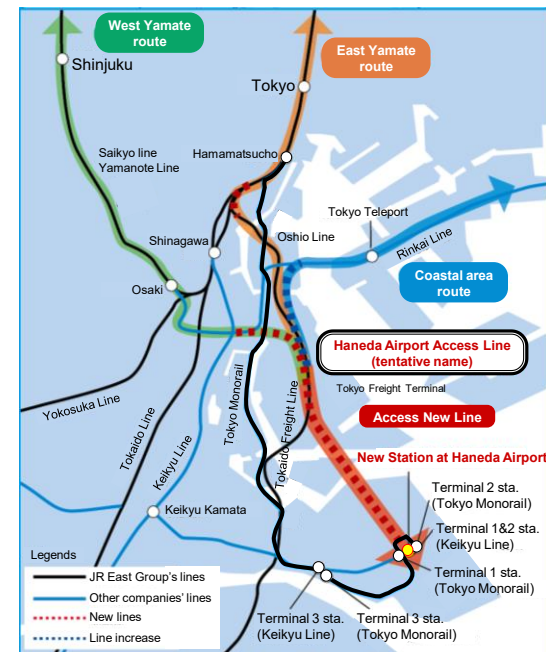 West Yamate
route
East Yamate
route
Shinjuku
Tokyo
Saikyo line
Yamanote Line
Hamamatsucho
Tokyo Teleport
Shinagawa
Oshio Line
Rinkai Line
Osaki
Coastal area
route
Haneda Airport Access Line
(tentative name)
Tokyo Freight Terminal
Access New Line
Yokosuka Line
Tokaido Line
Keikyu Line
Tokyo Monorail
Tokaido Freight Line
New Station at Haneda Airport
Terminal 2 sta.
(Tokyo Monorail)
Keikyu Kamata
Terminal 1&2 sta.
(Keikyu Line)
Terminal 1 sta.
(Tokyo Monorail)
Legends
JR East Group's lines
Other companies' lines
New lines
Line increase
Terminal 3 sta.
(Keikyu Line)
Terminal 3 sta.
(Tokyo Monorail)